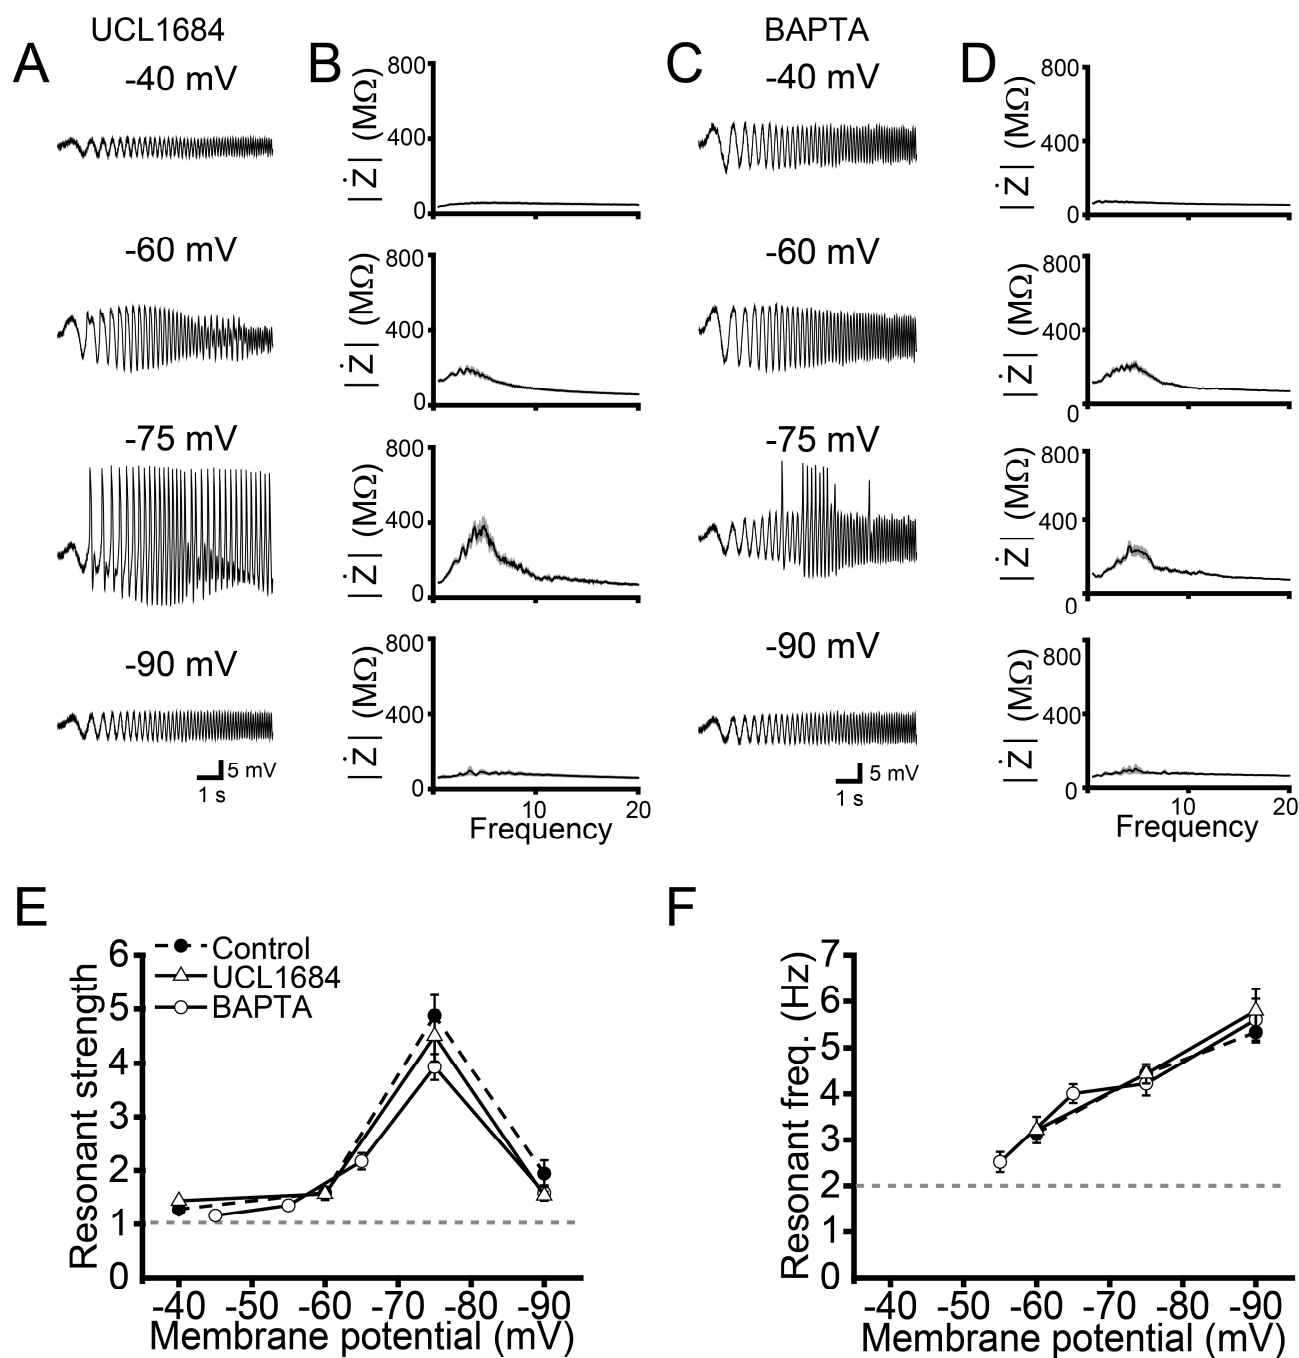 UCL1684
BAPTA
A
B
C
D
-40 mV
800
400
0
|Ż| (MΩ)
-40 mV
800
400
0
|Ż| (MΩ)
-60 mV
800
400
0
|Ż| (MΩ)
-60 mV
800
400
0
|Ż| (MΩ)
-75 mV
800
400
0
|Ż| (MΩ)
-75 mV
800
400
0
|Ż| (MΩ)
-90 mV
800
400
0
|Ż| (MΩ)
-90 mV
800
400
0
|Ż| (MΩ)
5 mV
1 s
10
20
Frequency
5 mV
1 s
10
20
Frequency
E
Control
UCL1684
BAPTA
6
5
4
3
2
1
0
Resonant strength
-40 -50 -60 -70 -80 -90
Membrane potential (mV)
F
7
6
5
4
3
2
1
0
Resonant freq. (Hz)
-40 -50 -60 -70 -80 -90
Membrane potential (mV)